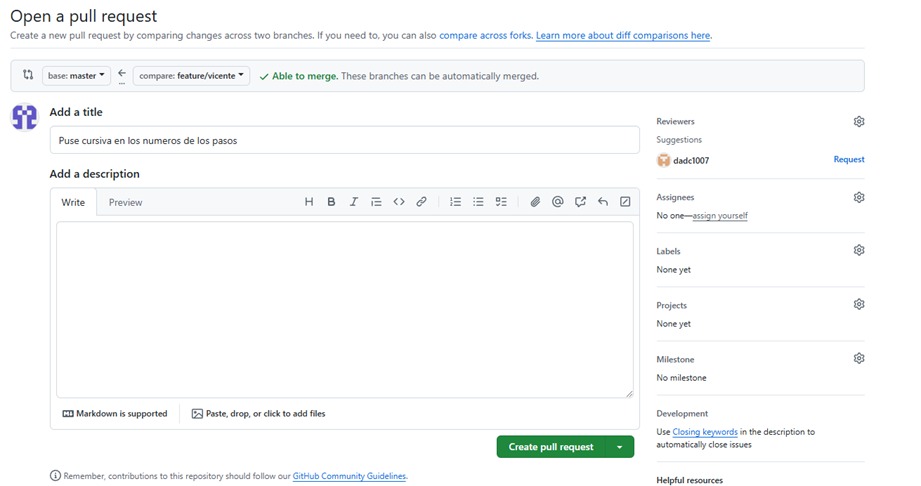 Open a pull request
Create a new pull request by comparing changes across two branches. If you need to, you can also compare across forks. Learn more about diff comparisons here.
base: master
compare: feature/vicente
Able to merge. These branches can be automatically merged.
Add a title
Puse cursiva en los numeros de los pasos
Add a description
Write
Preview
Markdown is supported
Paste, drop, or click to add files
Create pull request
Remember, contributions to this repository should follow our GitHub Community Guidelines.
Reviewers
Suggestions
dadc1007
Request
Assignees
No one—assign yourself
Labels
None yet
Projects
None yet
Milestone
No milestone
Development
Use Closing keywords in the description to
automatically close issues
Helpful resources